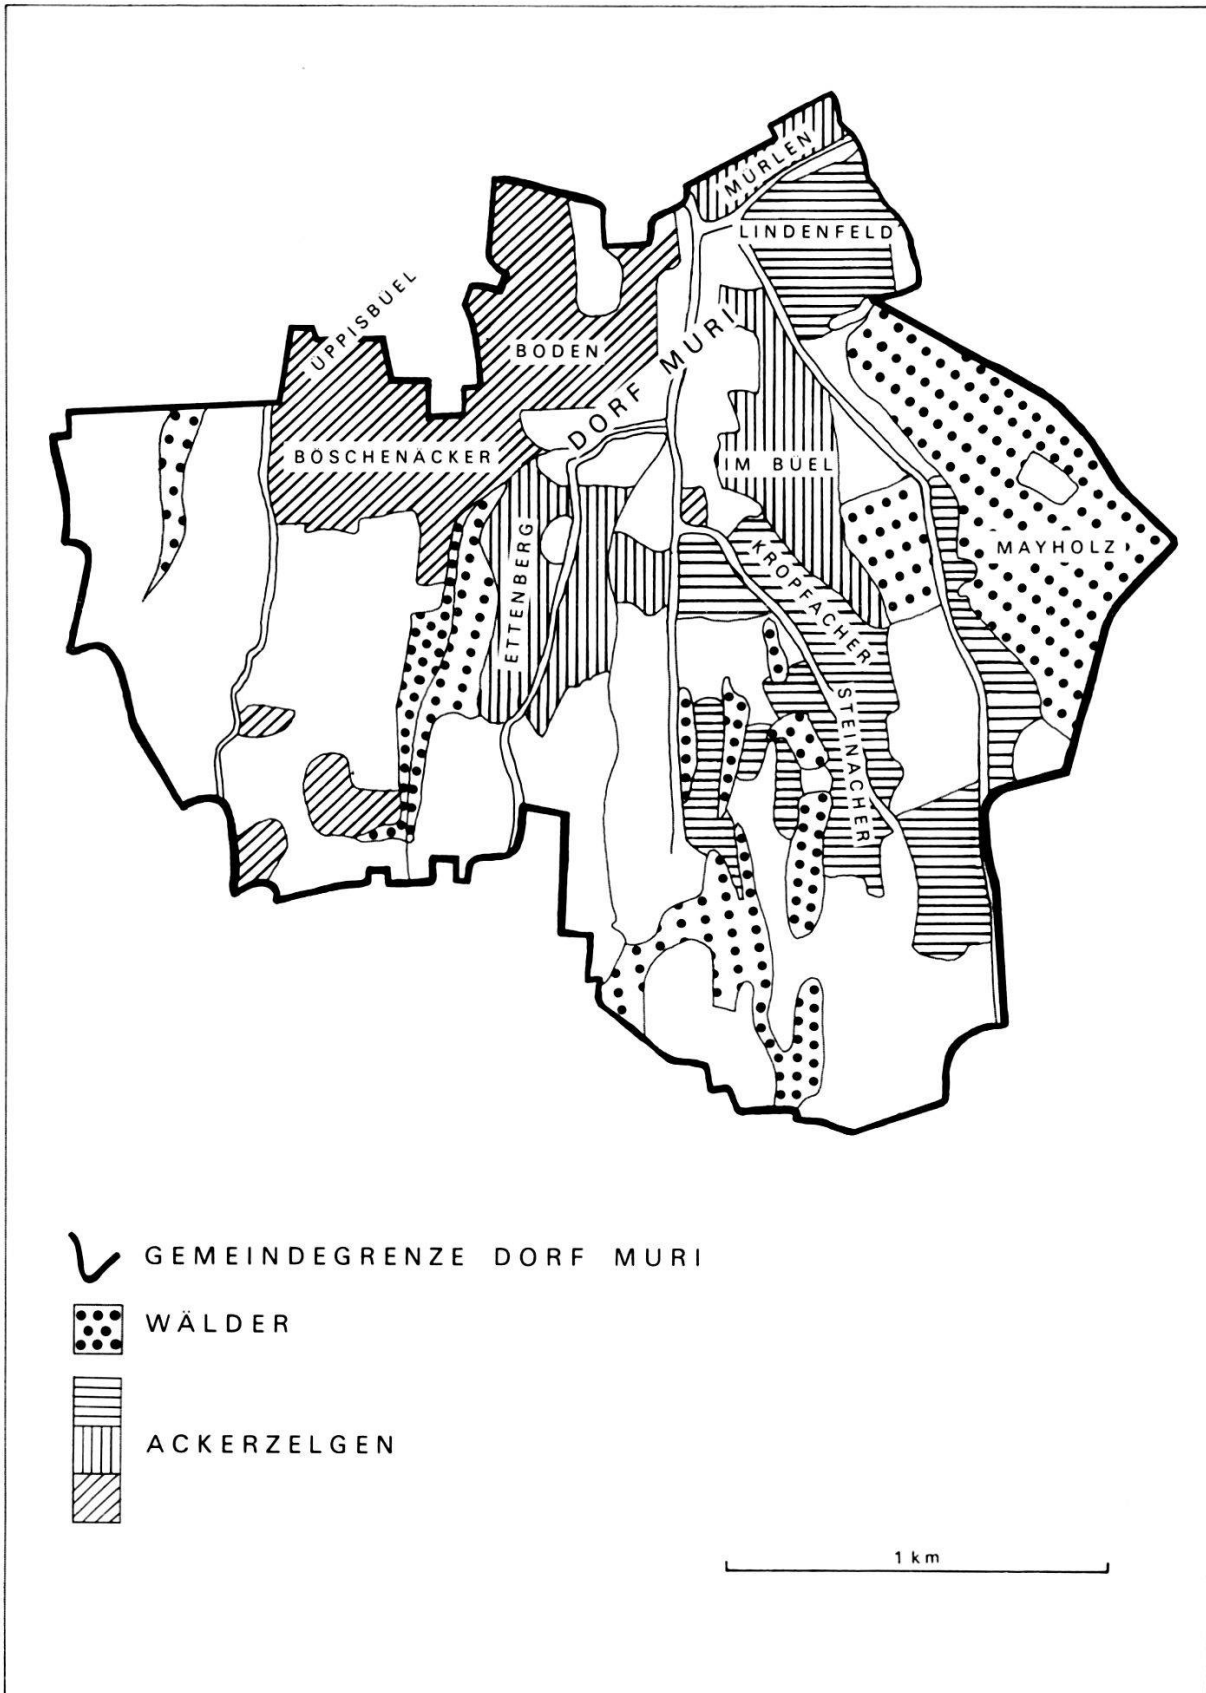 MÜRLEN
LINDENFELD
ÜPPISBÜEL
BODEN
DORF MURI
BÖSCHENÄCKER
IM BÜEL
ETTENBERG
KROPFACHER
MAYHOLZ
STEINACHER
GEMEINDEGRENZE DORF MURI
WÄLDER
ACKERZELGEN
1 km